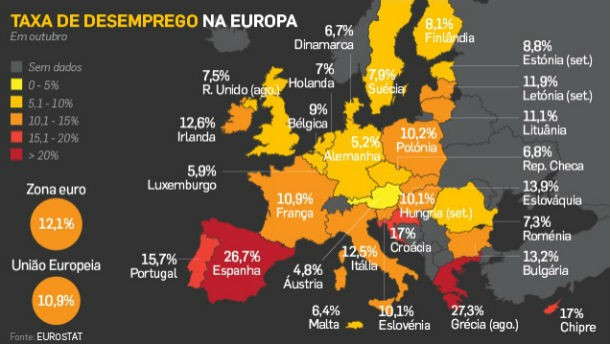 TAXA DE DESEMPREGO NA EUROPA
Em outubro
Sem dados
0 - 5%
5,1 - 10%
10,1 - 15%
15,1 - 20%
> 20%
Zona euro
12,1%
União Europeia
10,9%
Fonte: EUROSTAT
6,7%
Dinamarca
8,1%
Finlândia
7,5%
R. Unido (ago.)
7%
Holanda
7,9%
Suécia
8,8%
Estónia (set.)
11,9%
Letónia (set.)
11,1%
Lituânia
12,6%
Irlanda
9%
Bélgica
5,2%
Alemanha
10,2%
Polónia
6,8%
Rep. Checa
5,9%
Luxemburgo
13,9%
Eslováquia
10,9%
França
10,1%
Hungria (set.)
7,3%
Roménia
17%
Croácia
13,2%
Bulgária
15,7%
Portugal
26,7%
Espanha
4,8%
Áustria
12,5%
Itália
6,4%
Malta
10,1%
Eslovénia
27,3%
Grécia (ago.)
17%
Chipre